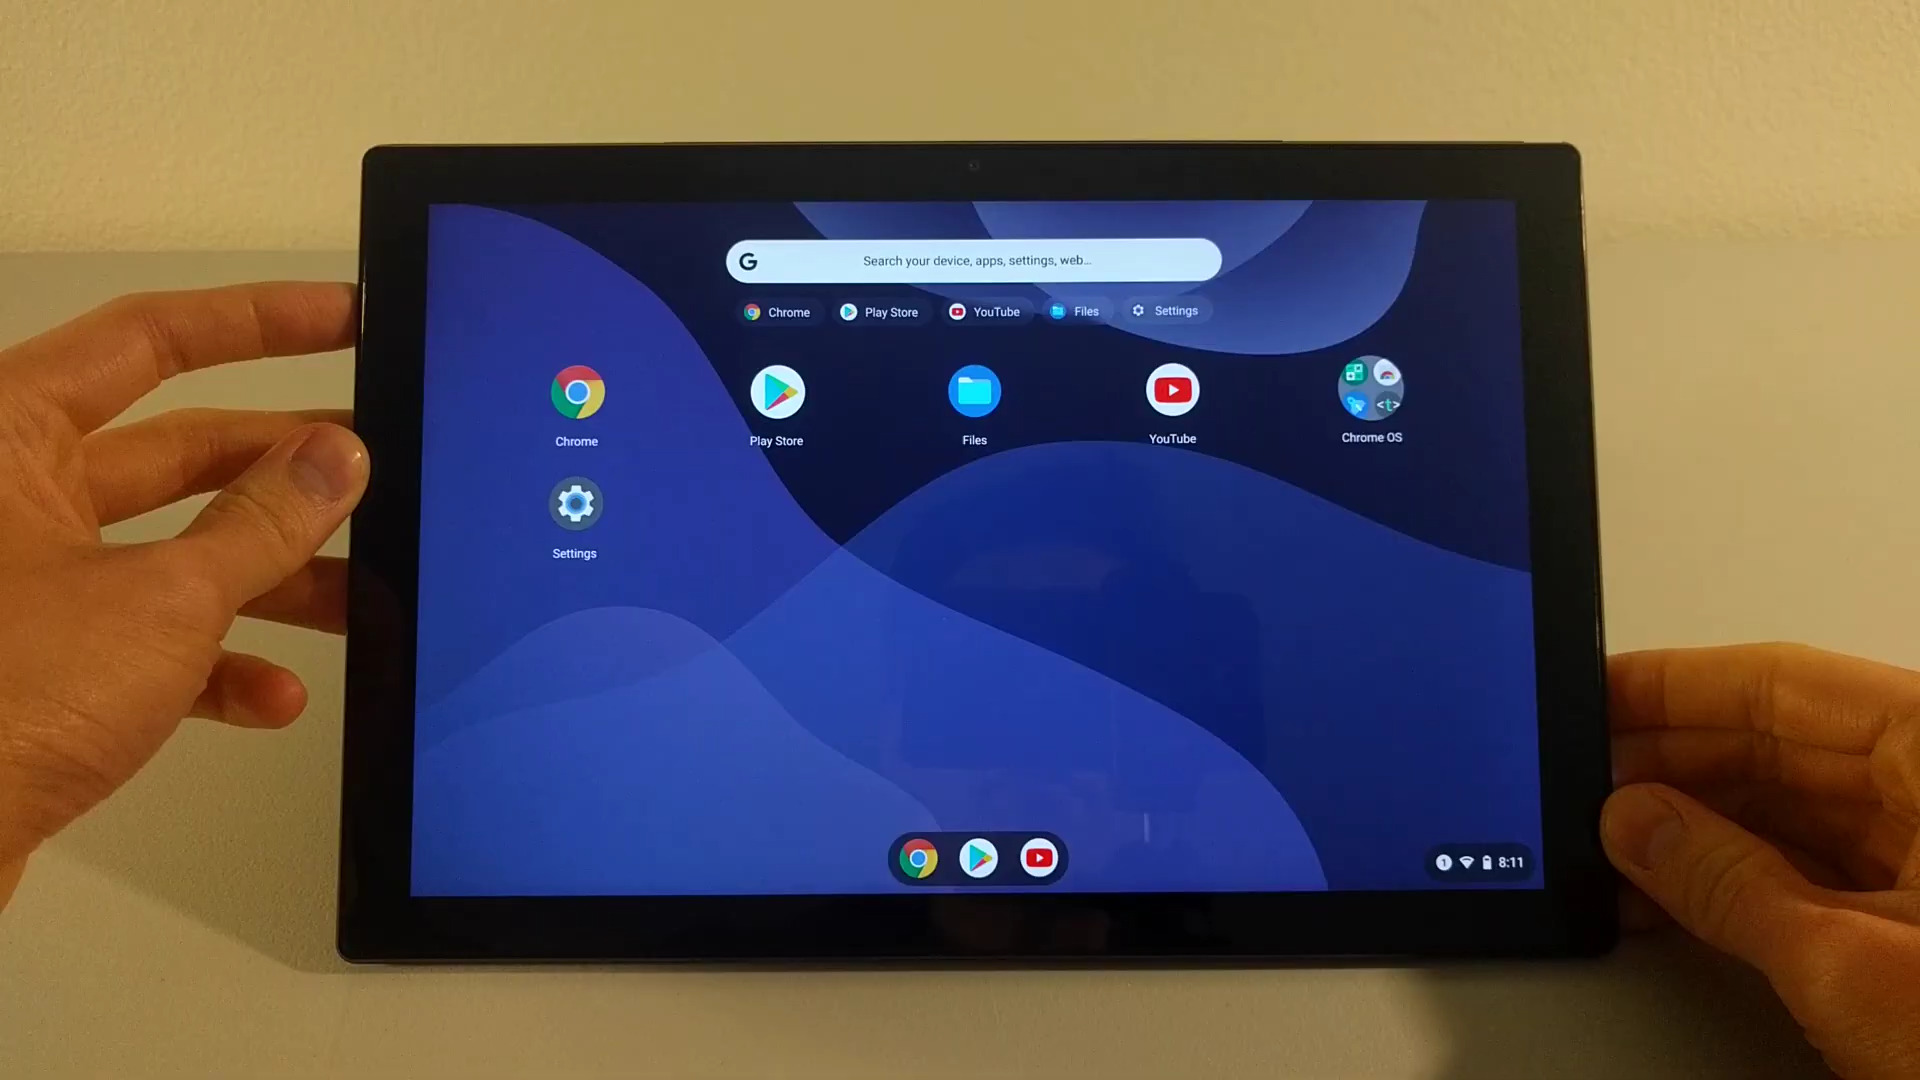 G Search your device, apps, settings, web...
Chrome Play Store YouTube Files Settings
Chrome Play Store Files YouTube Chrome OS
Settings
1 8:11